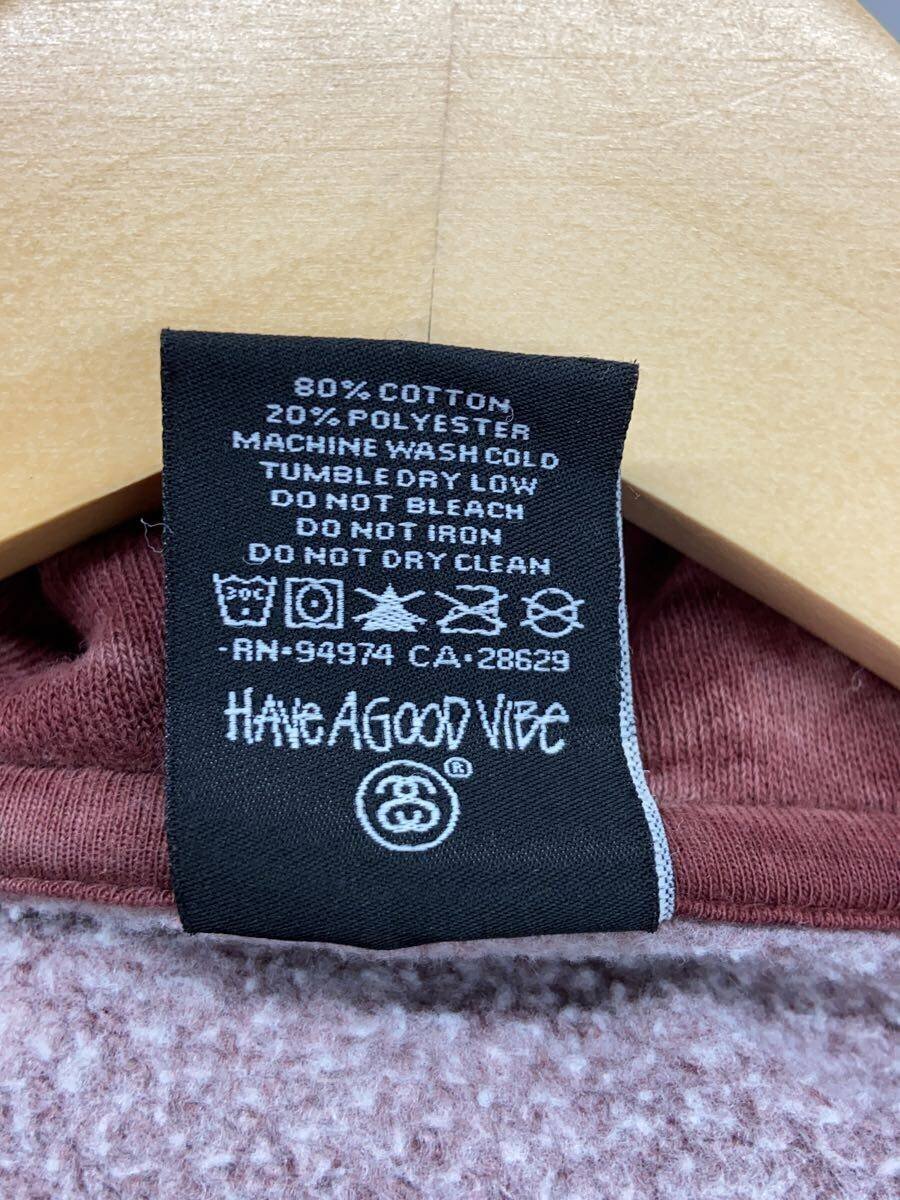 80% COTTON
20% POLYESTER
MACHINE WASH COLD
TUMBLE DRY LOW
DO NOT BLEACH
DO NOT IRON
DO NOT DRY CLEAN
30C
-RN•94974 CA•28629
HAVE A GOOD VIBE
®